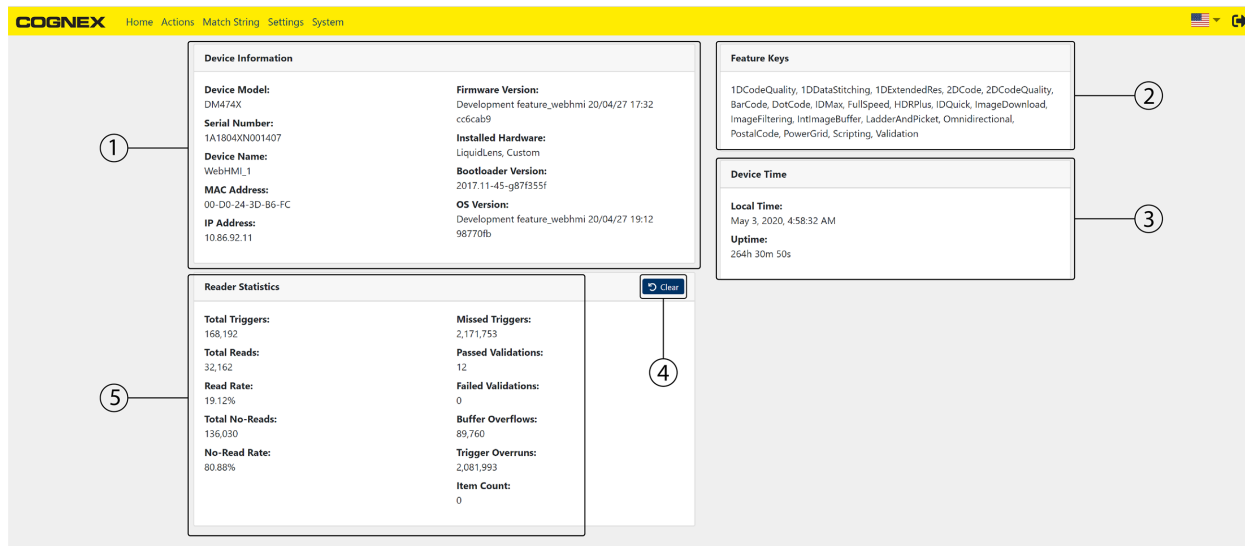 COGNEX Home Actions Match String Settings System
Device Information
Device Model:
DM474X
Serial Number:
1A1804XN001407
Device Name:
WebHMI_1
MAC Address:
00-D0-24-3D-B6-FC
IP Address:
10.86.92.11
Firmware Version:
Development feature_webhmi 20/04/27 17:32
cc6cab9
Installed Hardware:
LiquidLens, Custom
Bootloader Version:
2017.11-45-g87f355f
OS Version:
Development feature_webhmi 20/04/27 19:12
98770fb
1
Feature Keys
1DCodeQuality, 1DDataStitching, 1DExtendedRes, 2DCode, 2DCodeQuality,
BarCode, DotCode, IDMax, FullSpeed, HDRPlus, IDQuick, ImageDownload,
ImageFiltering, IntImageBuffer, LadderAndPicket, Omnidirectional,
PostalCode, PowerGrid, Scripting, Validation
2
Device Time
Local Time:
May 3, 2020, 4:58:32 AM
Uptime:
264h 30m 50s
3
Reader Statistics
Clear
4
Total Triggers:
168,192
Total Reads:
32,162
Read Rate:
19.12%
Total No-Reads:
136,030
No-Read Rate:
80.88%
Missed Triggers:
2,171,753
Passed Validations:
12
Failed Validations:
0
Buffer Overflows:
89,760
Trigger Overruns:
2,081,993
Item Count:
0
5